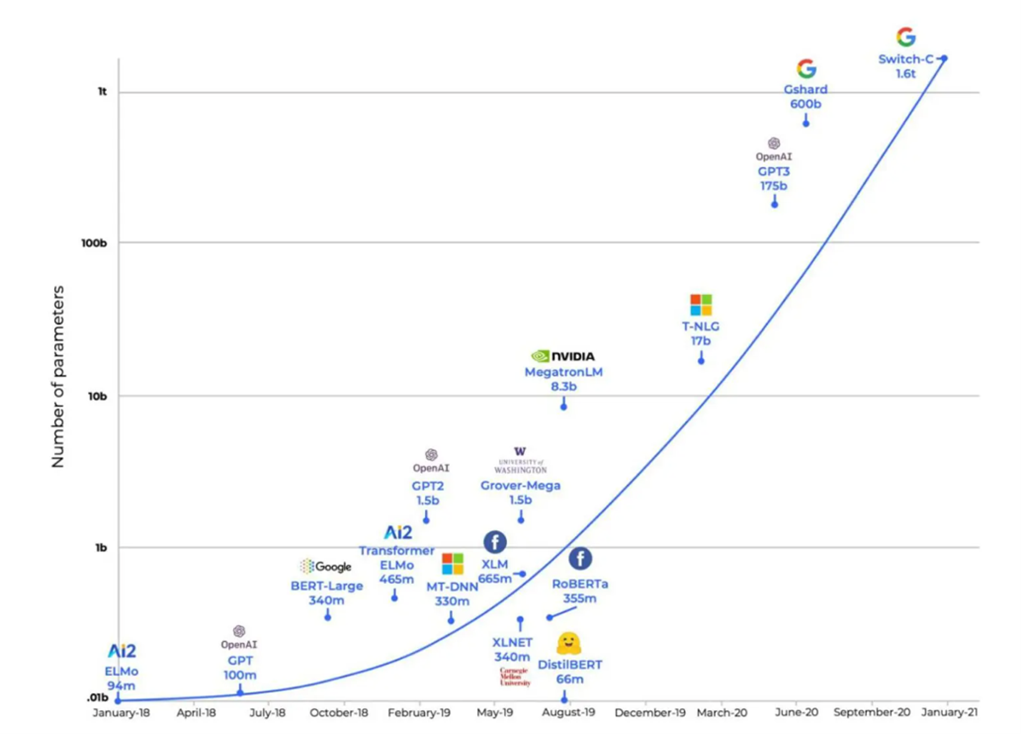 Switch-C
1.6t
Gshard
600b
1t
OpenAI
GPT3
175b
100b
T-NLG
17b
NVIDIA
MegatronLM
8.3b
10b
Number of parameters
OpenAI
GPT2
1.5b
W
UNIVERSITY of
WASHINGTON
Grover-Mega
1.5b
Ai2
Transformer
ELMo
465m
1b
Google
BERT-Large
340m
MT-DNN
330m
f
XLM
665m
f
RoBERTa
355m
OpenAI
GPT
100m
Ai2
ELMo
94m
XLNET
340m
Carnegie
Mellon
University
DistilBERT
66m
.01b
January-18 April-18 July-18 October-18 February-19 May-19 August-19 December-19 March-20 June-20 September-20 January-21